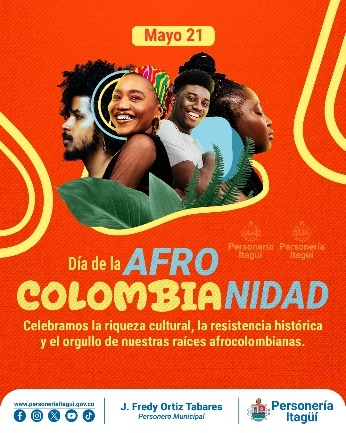 Mayo 21
Personería Itagüí
Personería Itagüí
Día de la AFRO
COLOMBIANIDAD
Celebramos la riqueza cultural, la resistencia histórica
y el orgullo de nuestras raíces afrocolombianas.
www.personeriaitagui.gov.co
J. Fredy Ortiz Tabares
Personero Municipal
Personería
Itagüí